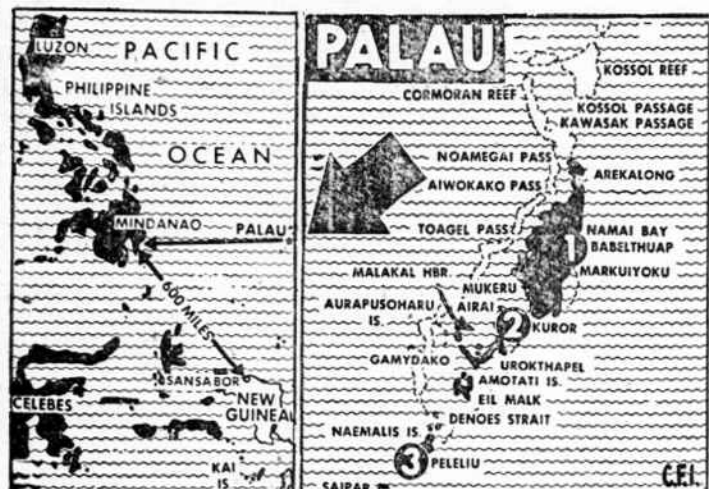 LUZON
PACIFIC
PHILIPPINE
ISLANDS
OCEAN
MINDANAO
PALAU
600 MILES
SANSABOR
CELEBES
NEW
GUINEA
KAI
IS
PALAU
KOSSOL REEF
CORMORAN REEF
KOSSOL PASSAGE
KAWASAK PASSAGE
NOAMEGAI PASS
AREKALONG
AIWOKAKO PASS
TOAGEL PASS
NAMAI BAY
1
BABELTHUAP
MALAKAL HBR.
MARKUIYOKU
MUKERU
AURAPUSOHARU
IS.
AIRAI
2
KUROR
GAMYDAKO
UROKTHAPEL
AMOTATI IS.
EIL MALK
DENOES STRAIT
NAEMALIS IS.
3
PELELIU
C.F.I.